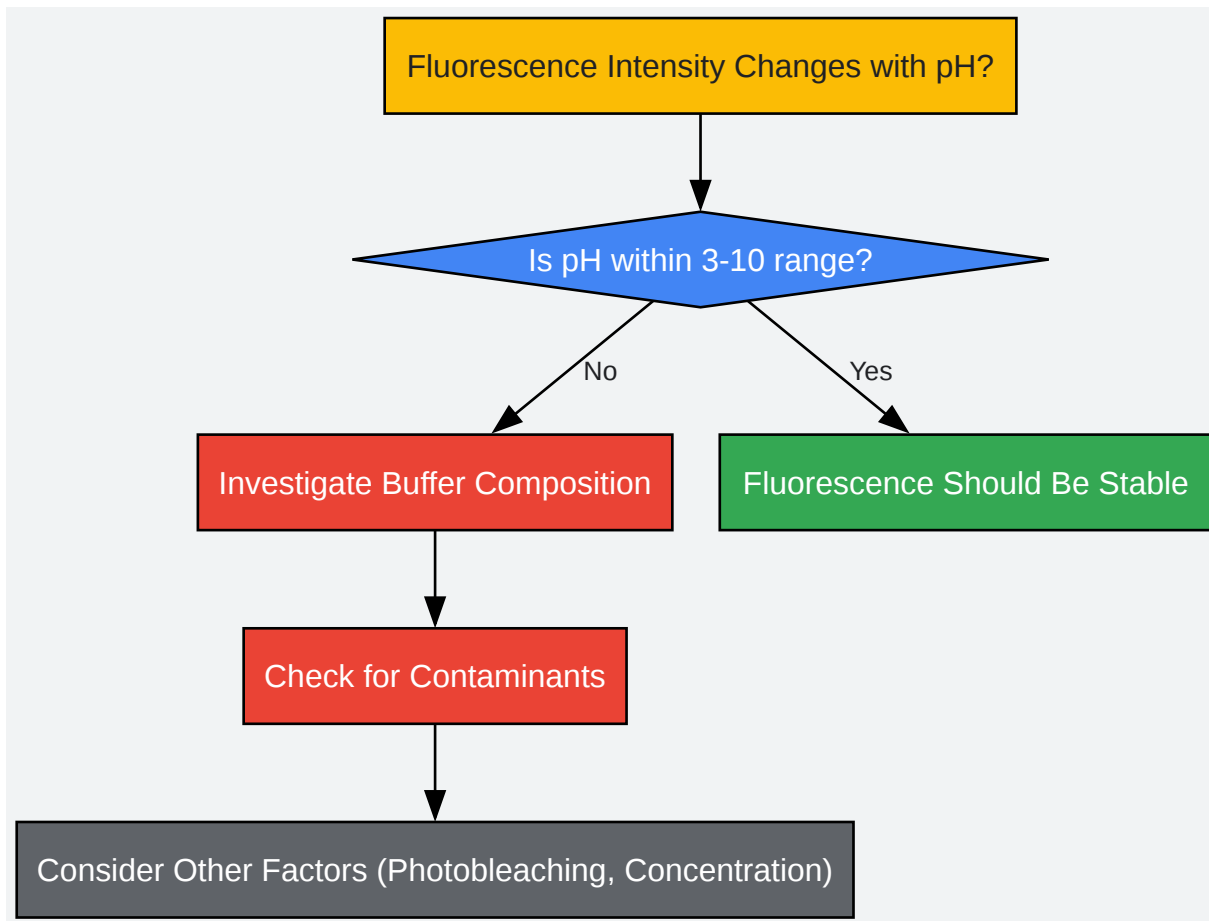 Fluorescence Intensity Changes with pH?
Is pH within 3-10 range?
No
Yes
Investigate Buffer Composition
Fluorescence Should Be Stable
Check for Contaminants
Consider Other Factors (Photobleaching, Concentration)